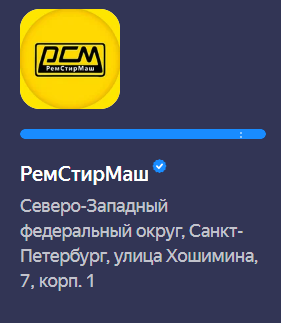 РСМ
РемСтирМаш
РемСтирМаш
Северо-Западный
федеральный округ, Санкт-
Петербург, улица Хошимина,
7, корп. 1